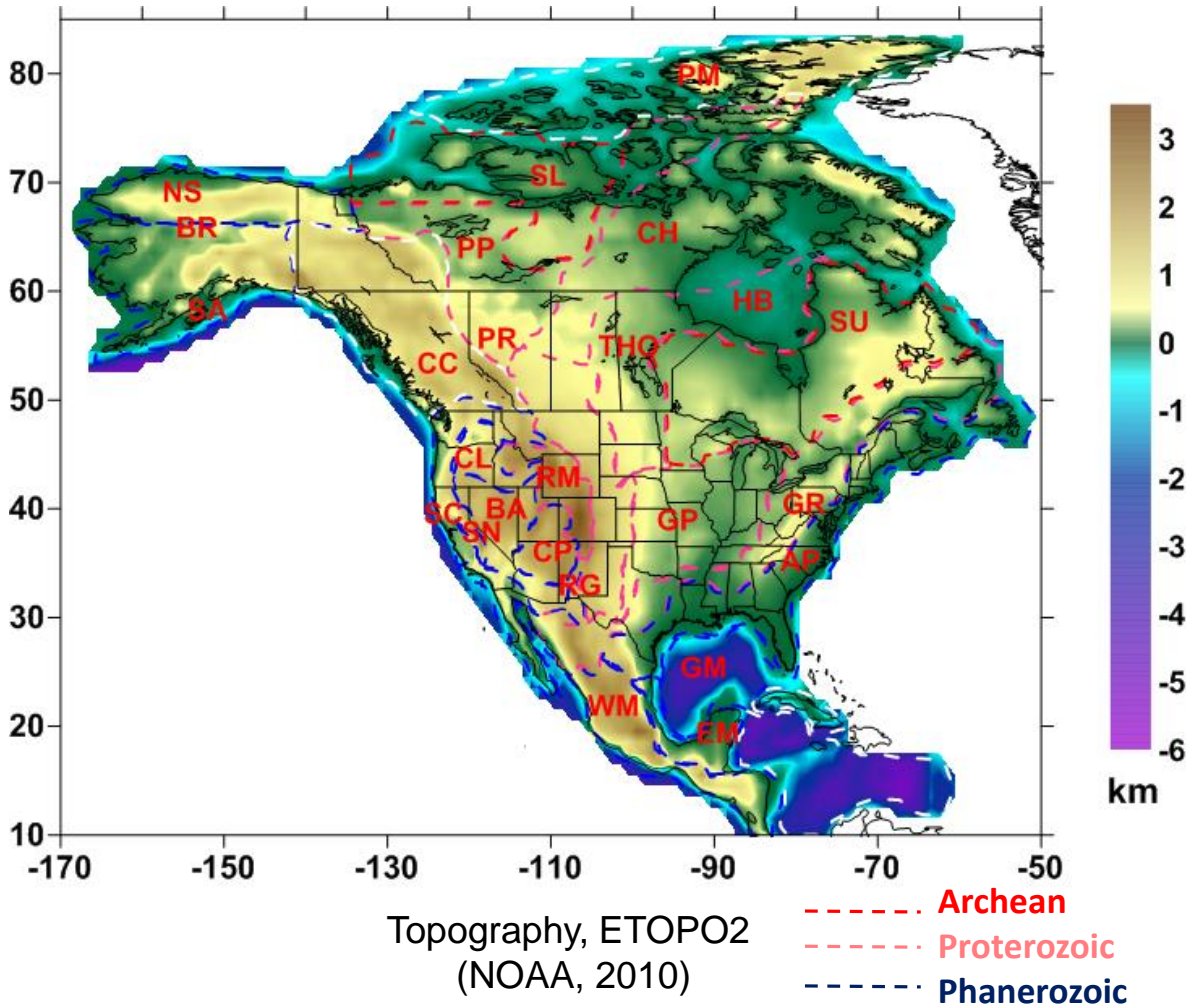 80
70
60
50
40
30
20
10
-170
-150
-130
-110
-90
-70
-50
PM
NS
SL
BR
CH
PP
SA
HB
SU
PR
THO
CC
CL
RM
SC
BA
SN
GP
GR
CP
AP
RG
GM
WM
EM
3
2
1
0
-1
-2
-3
-4
-5
-6
km
Topography, ETOPO2
(NOAA, 2010)
Archean
Proterozoic
Phanerozoic